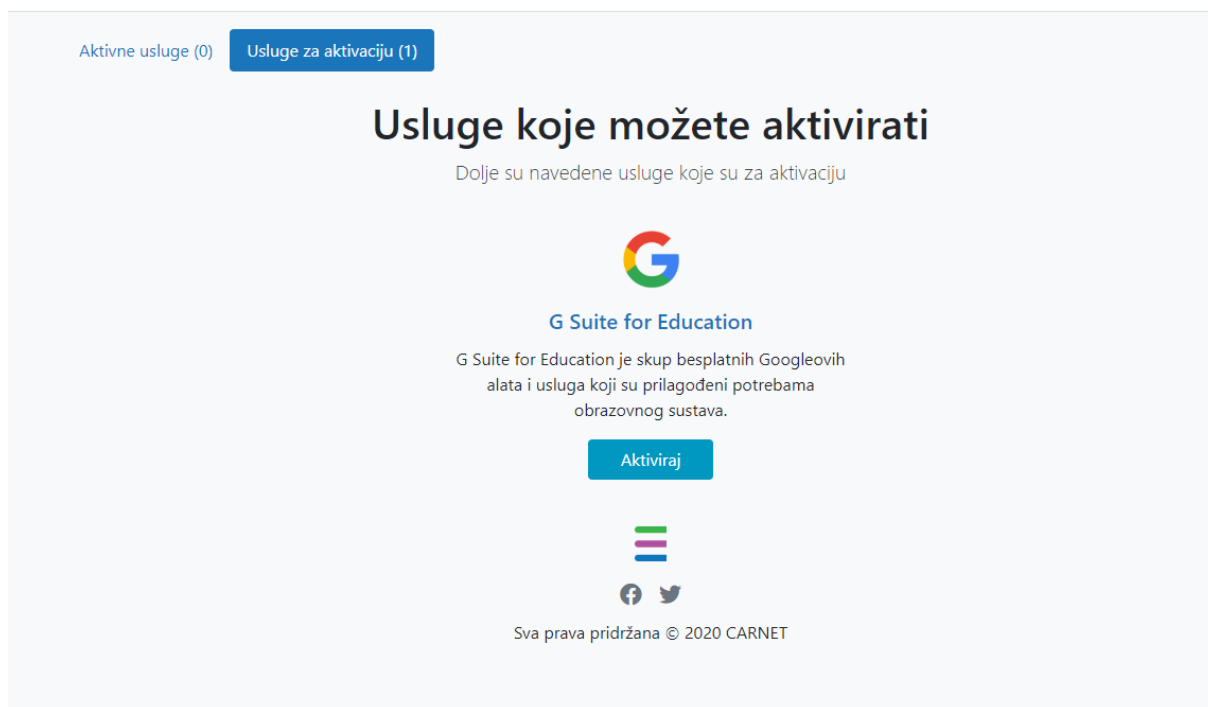 Aktivne usluge (0) Usluge za aktivaciju (1)
Usluge koje možete aktivirati
Dolje su navedene usluge koje su za aktivaciju
G Suite for Education
G Suite for Education je skup besplatnih Googleovih
alata i usluga koji su prilagođeni potrebama
obrazovnog sustava.
Aktiviraj
Sva prava pridržana © 2020 CARNET